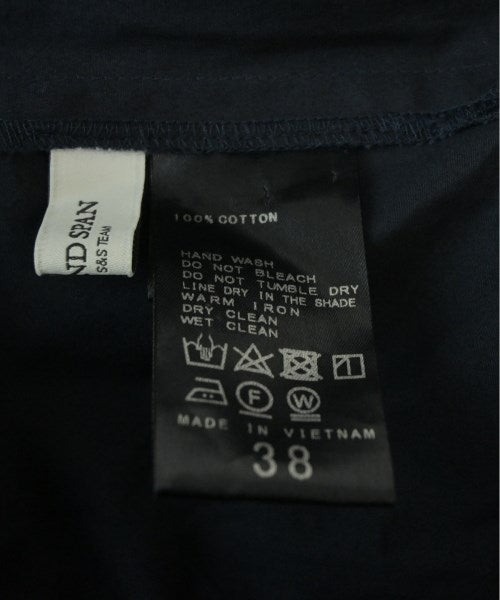 ND SPAN
S&S TEAM
100% COTTON
HAND WASH
DO NOT BLEACH
DO NOT TUMBLE DRY
LINE DRY IN THE SHADE
WARM IRON
DRY CLEAN
WET CLEAN
F
W
MADE IN VIETNAM
38